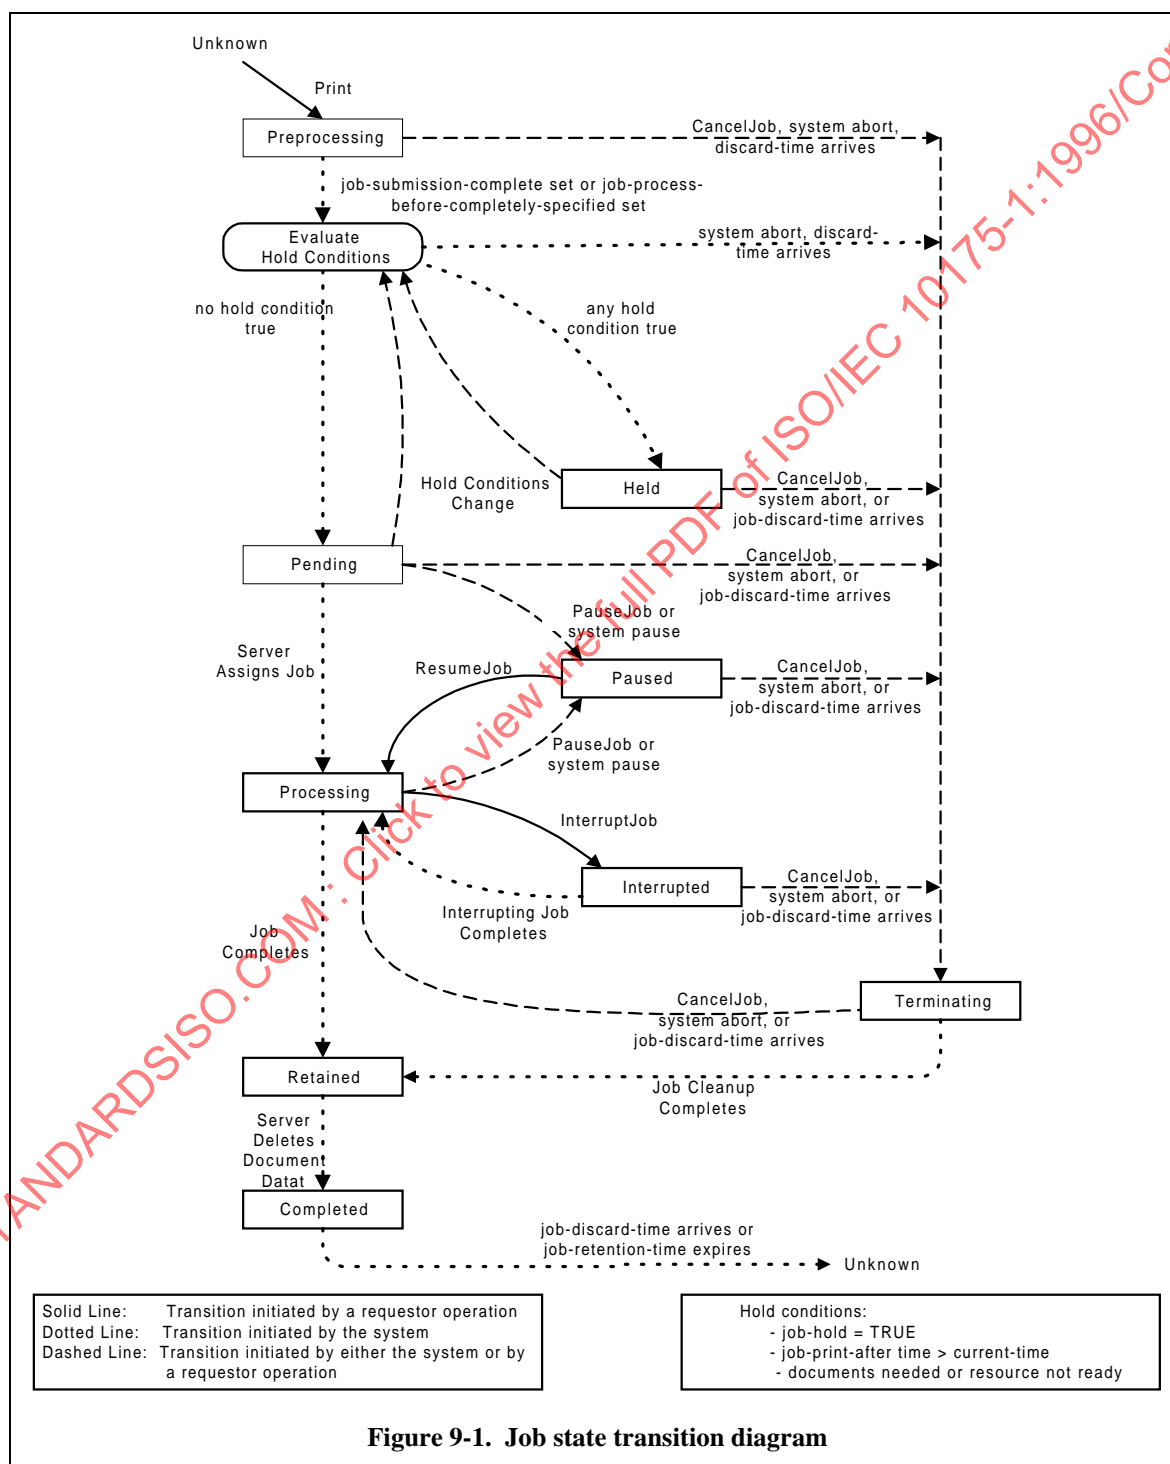 Unknown
Print
Preprocessing
CancelJob, system abort,
discard-time arrives
job-submission-complete set or job-process-
before-completely-specified set
Evaluate
Hold Conditions
system abort, discard-
time arrives
no hold condition
true
any hold
condition true
Hold Conditions
Change
Held
CancelJob,
system abort, or
job-discard-time arrives
Pending
CancelJob,
system abort, or
job-discard-time arrives
PauseJob or
system pause
Server
Assigns Job
ResumeJob
Paused
CancelJob,
system abort, or
job-discard-time arrives
PauseJob or
system pause
Processing
InterruptJob
Interrupted
CancelJob,
system abort, or
job-discard-time arrives
Interrupting Job
Completes
Job
Completes
Terminating
CancelJob,
system abort, or
job-discard-time arrives
Retained
Job Cleanup
Completes
Server
Deletes
Document
Datat
Completed
job-discard-time arrives or
job-retention-time expires
Unknown
Solid Line: Transition initiated by a requestor operation
Dotted Line: Transition initiated by the system
Dashed Line: Transition initiated by either the system or by
a requestor operation
Hold conditions:
- job-hold = TRUE
- job-print-after time > current-time
- documents needed or resource not ready
Figure 9-1. Job state transition diagram
TANDARDSISO.COM : Click to view the full PDF of ISO/IEC 10175-1:1996/Cor